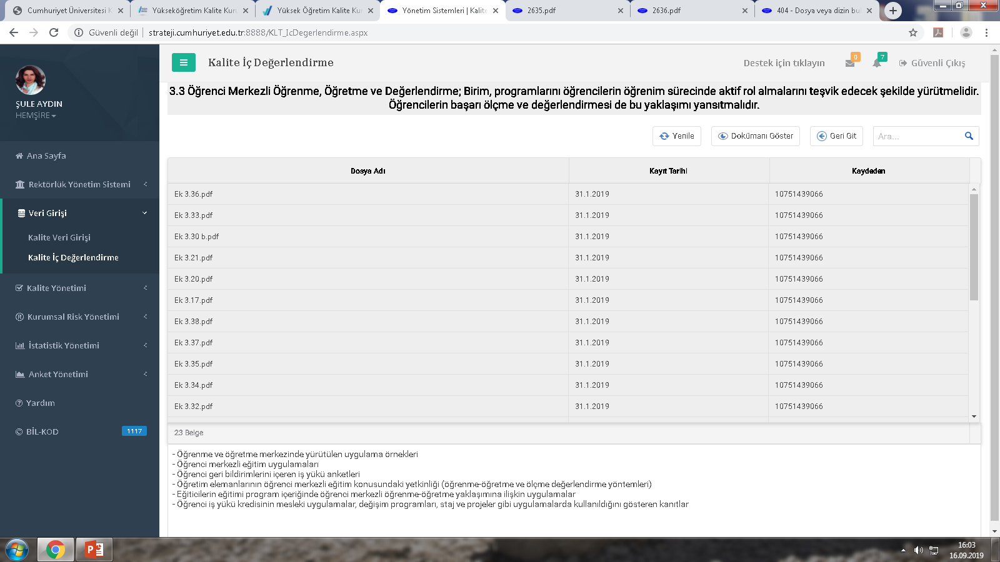 Cumhuriyet Üniversitesi K
Yükseköğretim Kalite Kuru
Yüksek Öğretim Kalite Kur
Yönetim Sistemleri | Kalite
2635.pdf
2636.pdf
404 - Dosya veya dizin bul
Güvenli değil | strateji.cumhuriyet.edu.tr:8888/KLT_IcDegerlendirme.aspx
Kalite İç Değerlendirme
Destek için tıklayın
0
7
Güvenli Çıkış
ŞULE AYDIN
HEMŞİRE
Ana Sayfa
Rektörlük Yönetim Sistemi
Veri Girişi
Kalite Veri Girişi
Kalite İç Değerlendirme
Kalite Yönetimi
Kurumsal Risk Yönetimi
İstatistik Yönetimi
Anket Yönetimi
Yardım
BİL-KOD 1117
3.3 Öğrenci Merkezli Öğrenme, Öğretme ve Değerlendirme; Birim, programlarını öğrencilerin öğrenim sürecinde aktif rol almalarını teşvik edecek şekilde yürütmelidir.
Öğrencilerin başarı ölçme ve değerlendirmesi de bu yaklaşımı yansıtmalıdır.
Yenile
Dokümanı Göster
Geri Git
Ara...
Dosya Adı Kayıt Tarihi Kaydeden
Ek 3.36.pdf 31.1.2019 10751439066
Ek 3.33.pdf 31.1.2019 10751439066
Ek 3.30 b.pdf 31.1.2019 10751439066
Ek 3.21.pdf 31.1.2019 10751439066
Ek 3.20.pdf 31.1.2019 10751439066
Ek 3.17.pdf 31.1.2019 10751439066
Ek 3.38.pdf 31.1.2019 10751439066
Ek 3.37.pdf 31.1.2019 10751439066
Ek 3.35.pdf 31.1.2019 10751439066
Ek 3.34.pdf 31.1.2019 10751439066
Ek 3.32.pdf 31.1.2019 10751439066
23 Belge
- Öğrenme ve öğretme merkezinde yürütülen uygulama örnekleri
- Öğrenci merkezli eğitim uygulamaları
- Öğrenci geri bildirimlerini içeren iş yükü anketleri
- Öğretim elemanlarının öğrenci merkezli eğitim konusundaki yetkinliği (öğrenme-öğretme ve ölçme değerlendirme yöntemleri)
- Eğiticilerin eğitimi program içeriğinde öğrenci merkezli öğrenme-öğretme yaklaşımına ilişkin uygulamalar
- Öğrenci iş yükü kredisinin mesleki uygulamalar, değişim programları, staj ve projeler gibi uygulamalarda kullanıldığını gösteren kanıtlar
16:03
16.09.2019